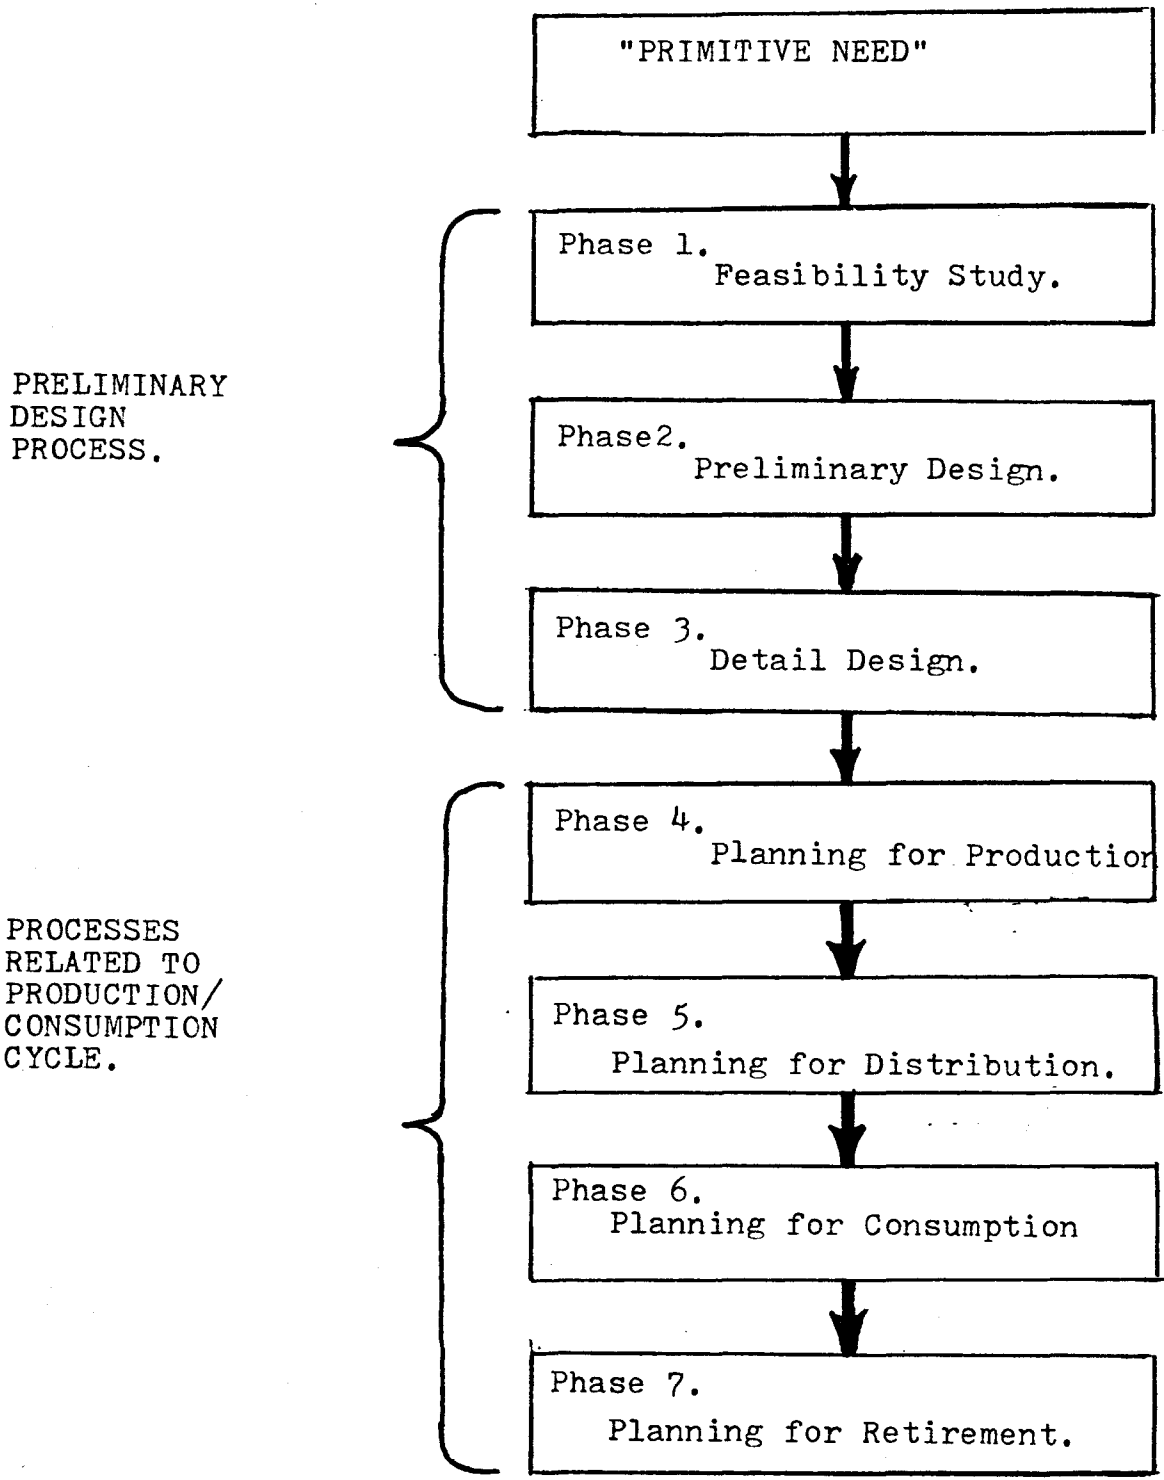 "PRIMITIVE NEED"
Phase 1.
Feasibility Study.
PRELIMINARY
DESIGN
PROCESS.
Phase2.
Preliminary Design.
Phase 3.
Detail Design.
Phase 4.
Planning for Production
PROCESSES
RELATED TO
PRODUCTION/
CONSUMPTION
CYCLE.
Phase 5.
Planning for Distribution.
Phase 6.
Planning for Consumption
Phase 7.
Planning for Retirement.